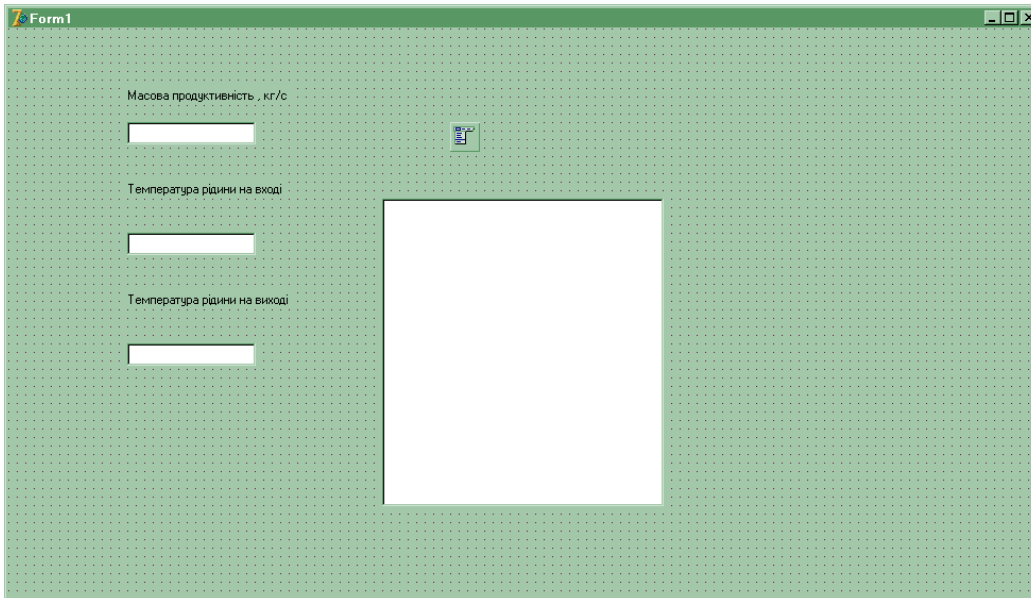 Form1
Масова продуктивність , кг/с
Температура рідини на вході
Температура рідини на виході